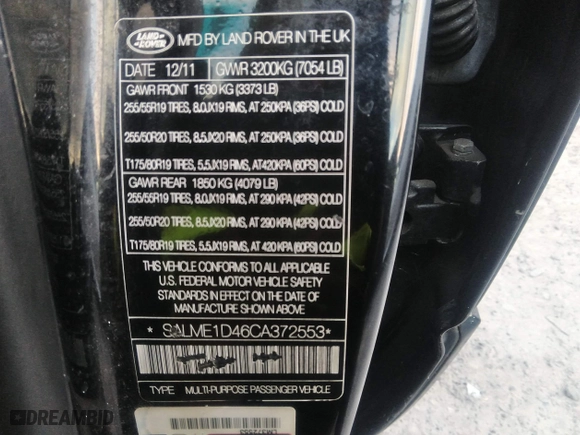 LAND ROVER
MFD BY LAND ROVER IN THE UK
DATE 12/11 GVWR 3200KG (7054 LB)
GAWR FRONT 1530 KG (3373 LB)
255/55R19 TIRES, 8.0JX19 RIMS, AT 250KPA (36PSI) COLD
255/50R20 TIRES, 8.5JX20 RIMS, AT 250KPA (36PSI) COLD
T175/80R19 TIRES, 5.5JX19 RIMS, AT420KPA (60PSI) COLD
GAWR REAR 1850 KG (4079 LB)
255/55R19 TIRES, 8.0JX19 RIMS, AT 290 KPA (42PSI) COLD
255/50R20 TIRES, 8.5JX20 RIMS, AT 290 KPA (42PSI) COLD
T175/80R19 TIRES, 5.5JX19 RIMS, AT 420 KPA (60PSI) COLD
THIS VEHICLE CONFORMS TO ALL APPLICABLE
U.S. FEDERAL MOTOR VEHICLE SAFETY
STANDARDS IN EFFECT ON THE DATE OF
MANUFACTURE SHOWN ABOVE.
* SALME1D46CA372553 *
TYPE MULTI-PURPOSE PASSENGER VEHICLE
DREAMBID